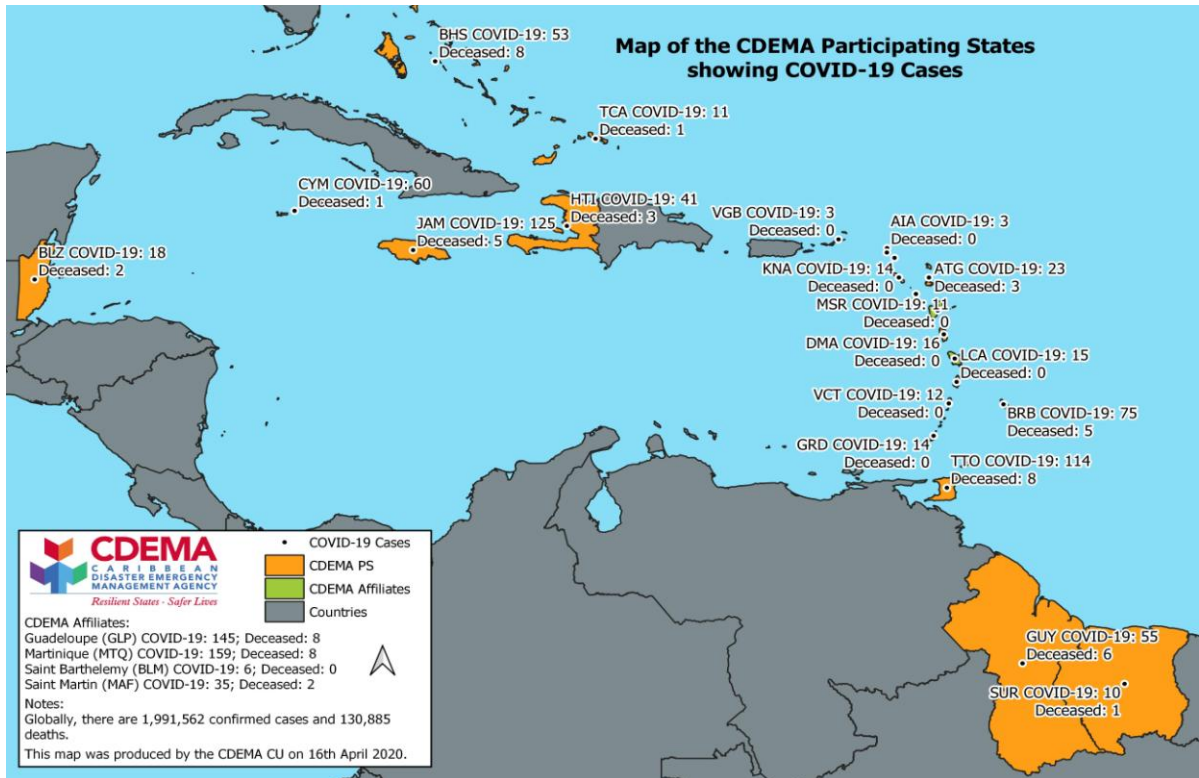 Map of the CDEMA Participating States
showing COVID-19 Cases
BHS COVID-19: 53
Deceased: 8
TCA COVID-19: 11
Deceased: 1
CYM COVID-19: 60
Deceased: 1
HTI COVID-19: 41
Deceased: 3
JAM COVID-19: 125
Deceased: 5
BLZ COVID-19: 18
Deceased: 2
VGB COVID-19: 3
Deceased: 0
AIA COVID-19: 3
Deceased: 0
KNA COVID-19: 14
Deceased: 0
ATG COVID-19: 23
Deceased: 3
MSR COVID-19: 11
Deceased: 0
DMA COVID-19: 16
Deceased: 0
LCA COVID-19: 15
Deceased: 0
VCT COVID-19: 12
Deceased: 0
BRB COVID-19: 75
Deceased: 5
GRD COVID-19: 14
Deceased: 0
TTO COVID-19: 114
Deceased: 8
GUY COVID-19: 55
Deceased: 6
SUR COVID-19: 10
Deceased: 1
CDEMA
CARIBBEAN
DISASTER EMERGENCY
MANAGEMENT AGENCY
Resilient States - Safer Lives
COVID-19 Cases
CDEMA PS
CDEMA Affiliates
Countries
CDEMA Affiliates:
Guadeloupe (GLP) COVID-19: 145; Deceased: 8
Martinique (MTQ) COVID-19: 159; Deceased: 8
Saint Barthelemy (BLM) COVID-19: 6; Deceased: 0
Saint Martin (MAF) COVID-19: 35; Deceased: 2
Notes:
Globally, there are 1,991,562 confirmed cases and 130,885
deaths.
This map was produced by the CDEMA CU on 16th April 2020.